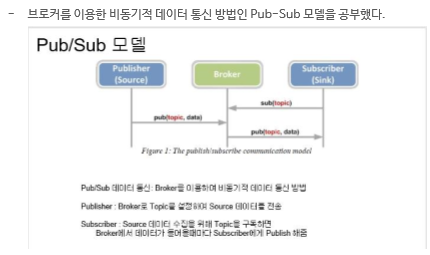 - 브로커를 이용한 비동기적 데이터 통신 방법인 Pub-Sub 모델을 공부했다.
Pub/Sub 모델
Publisher
(Source)
Broker
Subscriber
(Sink)
sub(topic)
pub(topic, data)
pub(topic, data)
Figure 1: The publish/subscribe communication model
Pub/Sub 데이터 통신: Broker을 이용하여 비동기적 데이터 통신 방법
Publisher : Broker로 Topic을 설정하여 Source 데이터를 전송
Subscriber : Source 데이터 수집을 위해 Topic을 구독하면
Broker에서 데이터가 들어올때마다 Subscriber에게 Publish 해줌